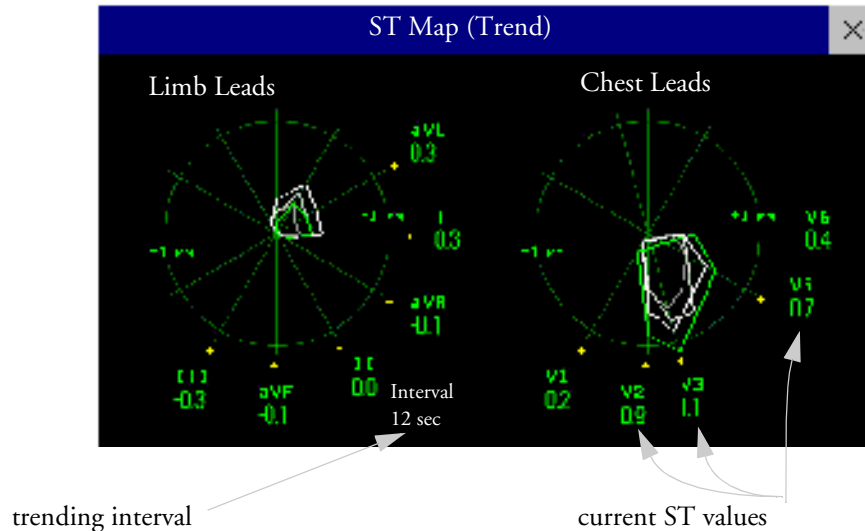 ST Map (Trend)
Limb Leads
Chest Leads
aVL
0.3
I
0.3
aVR
-0.1
II
0.0
aVF
-0.1
III
-0.3
Interval
12 sec
V6
0.4
V5
0.7
V1
0.2
V2
0.9
V3
1.1
trending interval
current ST values